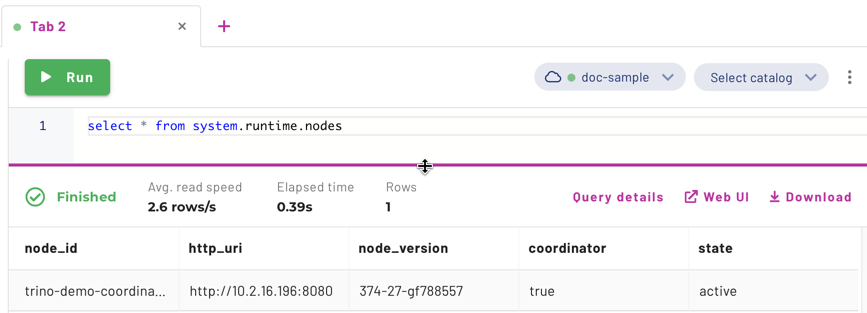 Tab 2
Run
doc-sample
Select catalog
1 select * from system.runtime.nodes
Finished
Avg. read speed
2.6 rows/s
Elapsed time
0.39s
Rows
1
Query details
Web UI
Download
node_id http_uri node_version coordinator state
trino-demo-coordina... http://10.2.16.196:8080 374-27-gf788557 true active